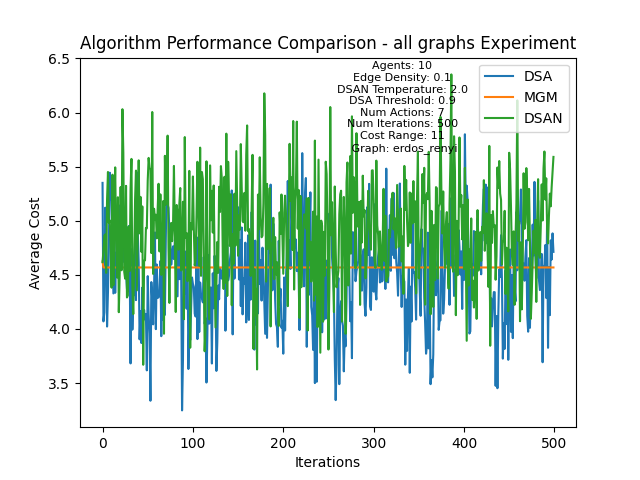 Algorithm Performance Comparison - all graphs Experiment
Agents: 10
Edge Density: 0.1
DSAN Temperature: 2.0
DSA Threshold: 0.9
Num Actions: 7
Num Iterations: 500
Cost Range: 11
Graph: erdos_renyi
DSA
MGM
DSAN
Average Cost
6.5
6.0
5.5
5.0
4.5
4.0
3.5
0
100
200
300
400
500
Iterations